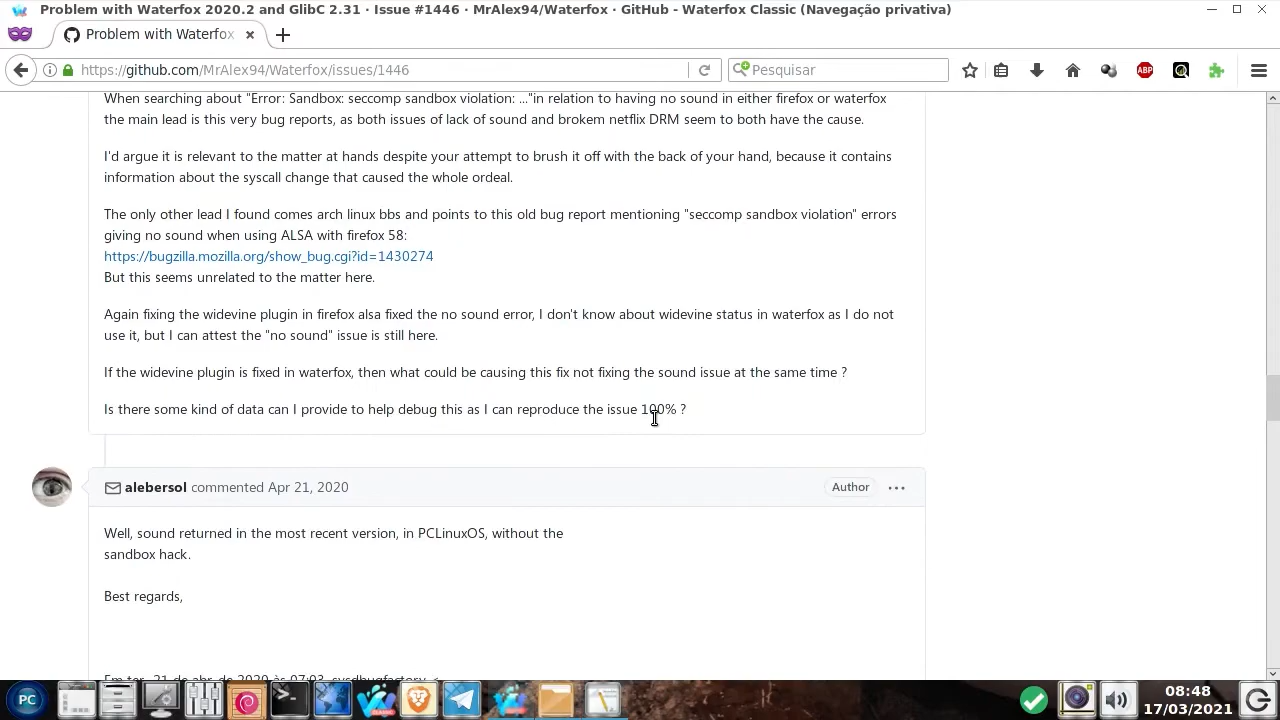 Problem with Waterfox 2020.2 and GlibC 2.31 · Issue #1446 · MrAlex94/Waterfox · GitHub - Waterfox Classic (Navegação privativa)
Problem with Waterfox
https://github.com/MrAlex94/Waterfox/issues/1446
Pesquisar
ABP
When searching about "Error: Sandbox: seccomp sandbox violation: ..."in relation to having no sound in either firefox or waterfox
the main lead is this very bug reports, as both issues of lack of sound and brokem netflix DRM seem to both have the cause.
I'd argue it is relevant to the matter at hands despite your attempt to brush it off with the back of your hand, because it contains
information about the syscall change that caused the whole ordeal.
The only other lead I found comes arch linux bbs and points to this old bug report mentioning "seccomp sandbox violation" errors
giving no sound when using ALSA with firefox 58:
https://bugzilla.mozilla.org/show_bug.cgi?id=1430274
But this seems unrelated to the matter here.
Again fixing the widevine plugin in firefox alsa fixed the no sound error, I don't know about widevine status in waterfox as I do not
use it, but I can attest the "no sound" issue is still here.
If the widevine plugin is fixed in waterfox, then what could be causing this fix not fixing the sound issue at the same time ?
Is there some kind of data can I provide to help debug this as I can reproduce the issue 100% ?
alebersol commented Apr 21, 2020
Author
Well, sound returned in the most recent version, in PCLinuxOS, without the
sandbox hack.
Best regards,
Em ter, 21 de abr de 2020 às 07:03, sysdbugfactory <
PC
08:48
17/03/2021